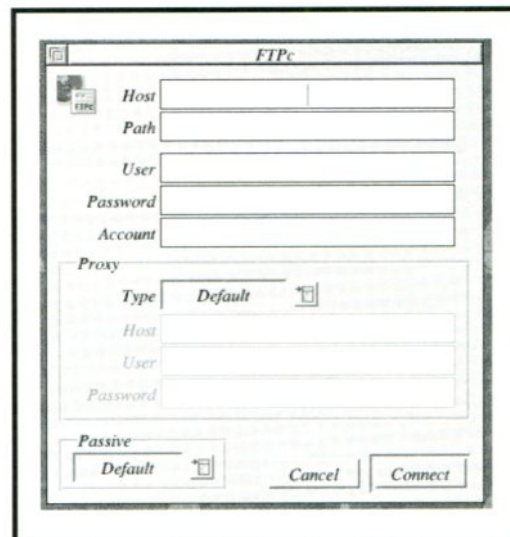 FTPc
FTPc
Host
Path
User
Password
Account
Proxy
Type Default
Host
User
Password
Passive
Default
Cancel Connect